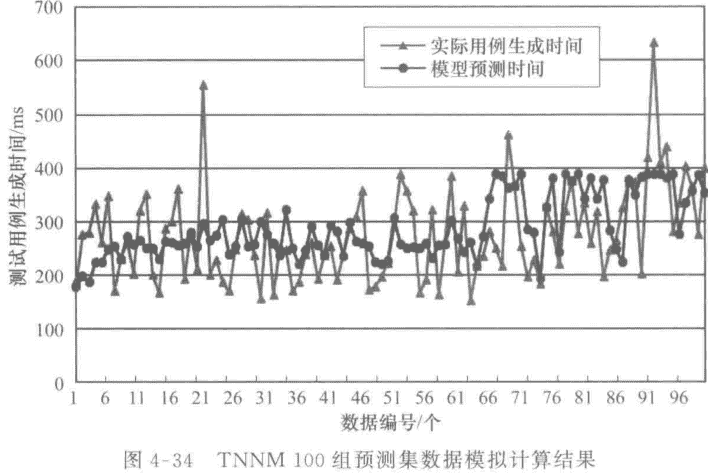 700
600
500
400
300
200
100
0
测试用例生成时间/ms
实际用例生成时间
模型预测时间
1 6 11 16 21 26 31 36 41 46 51 56 61 66 71 76 81 86 91 96
数据编号/个
图 4-34 TNNM 100 组预测集数据模拟计算结果